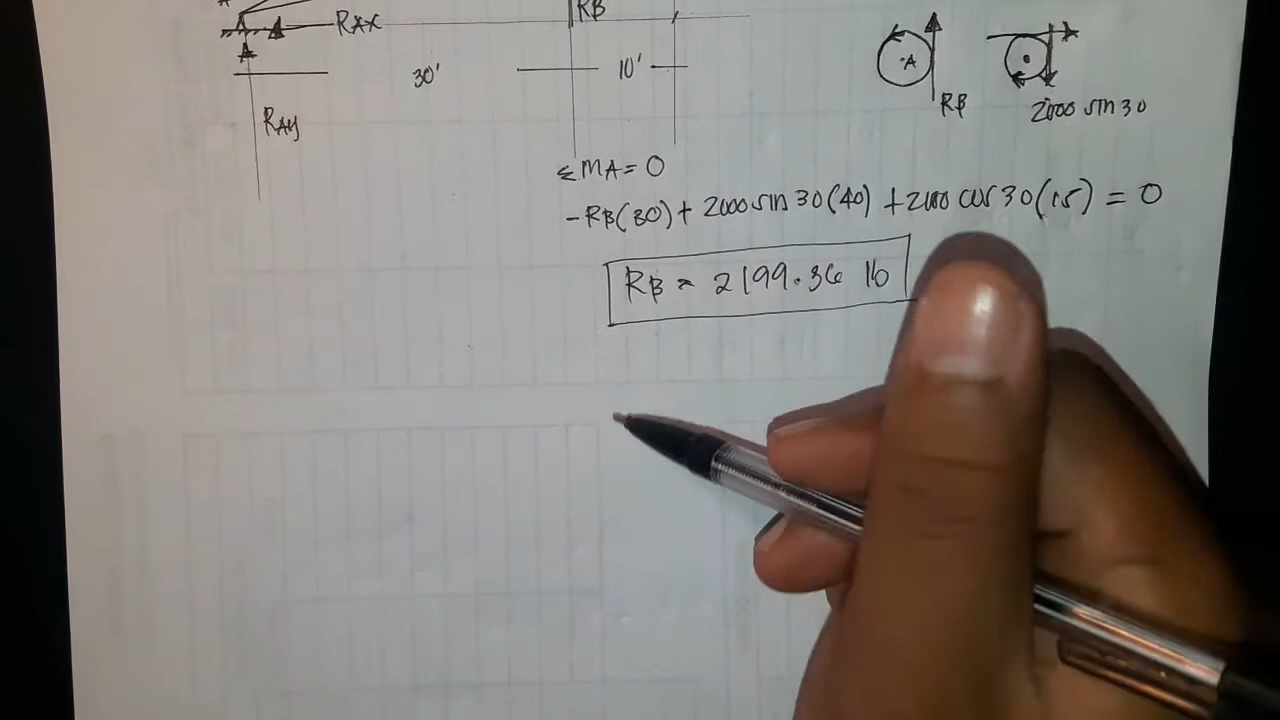 RB
A
RAX
30'
10'
RAy
A
RB
2000 sin 30
ΣMA = 0
-RB(30) + 2000 sin 30 (40) + 2000 cos 30 (15) = 0
RB = 2199.36 lb